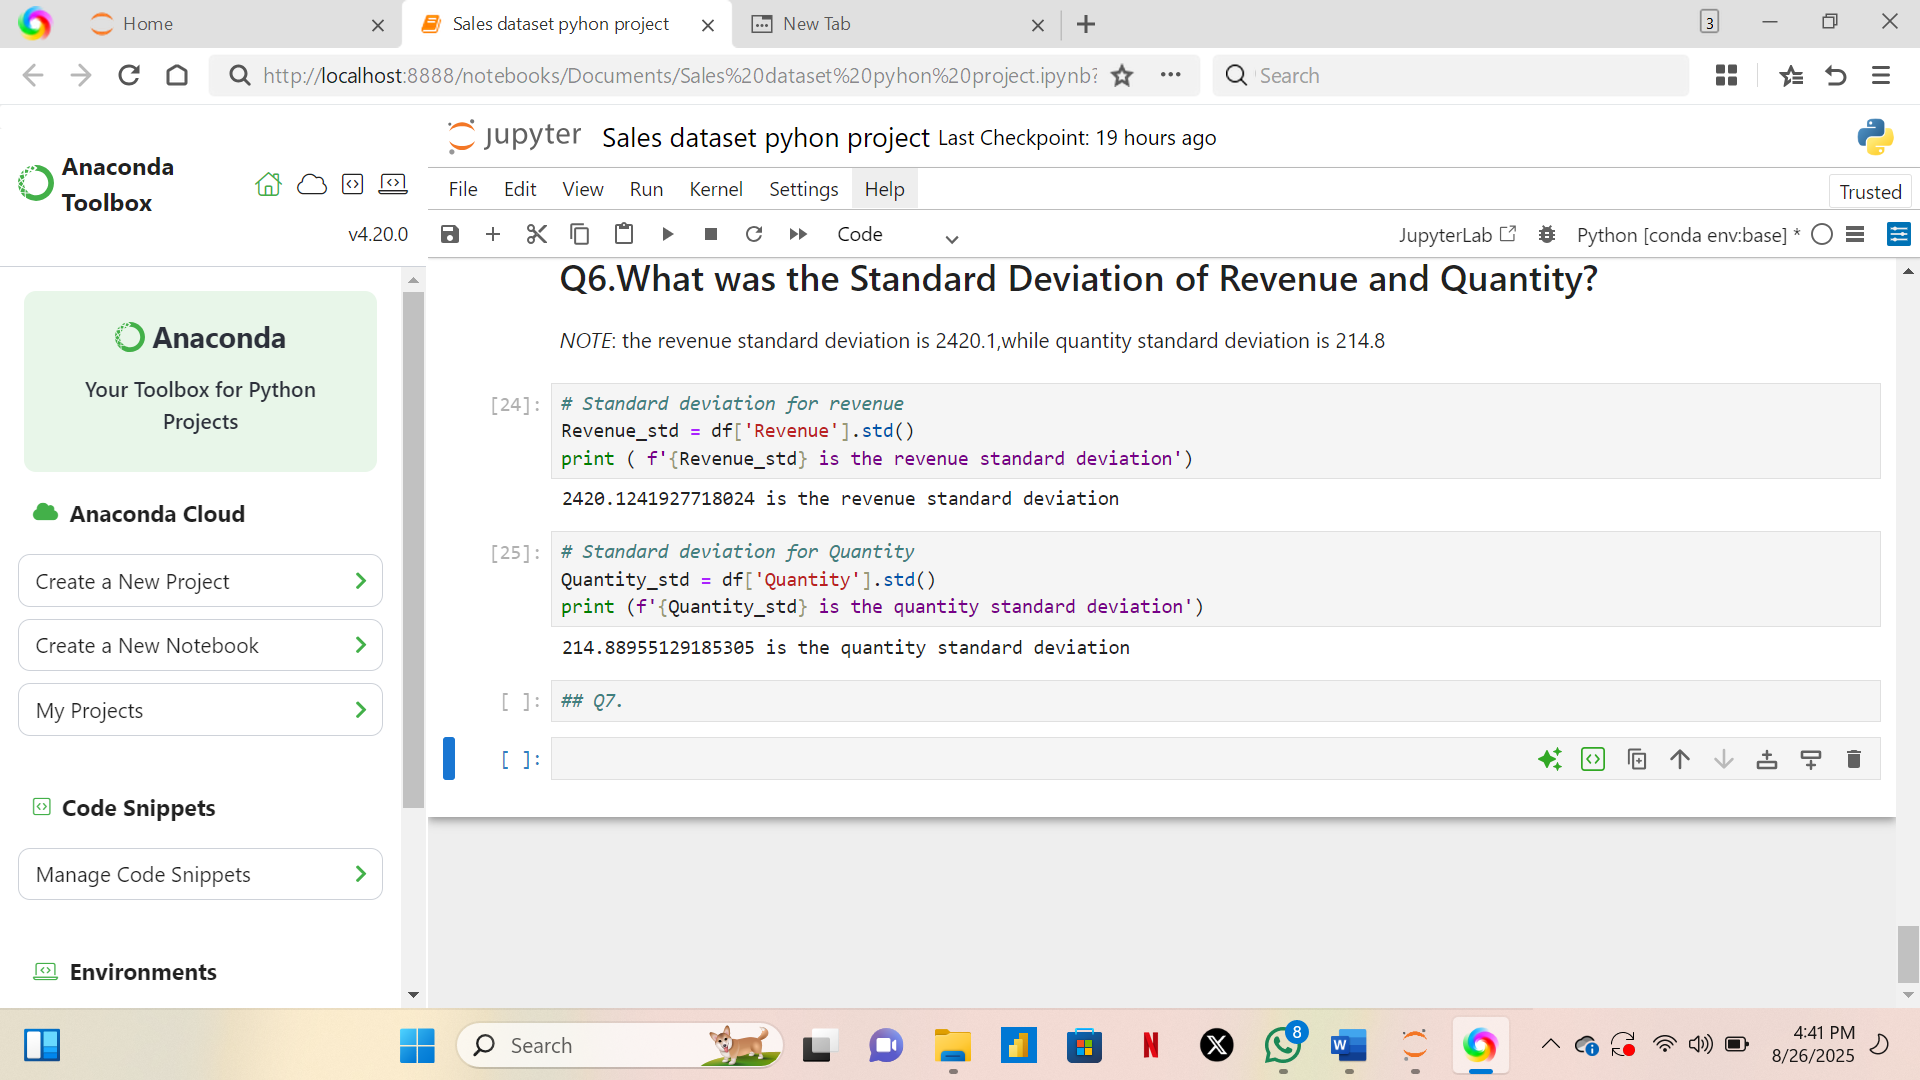 Home
Sales dataset pyhon project
New Tab
3
http://localhost:8888/notebooks/Documents/Sales%20dataset%20pyhon%20project.ipynb?
Search
Anaconda
Toolbox
v4.20.0
Anaconda
Your Toolbox for Python
Projects
Anaconda Cloud
Create a New Project
Create a New Notebook
My Projects
Code Snippets
Manage Code Snippets
Environments
jupyter Sales dataset pyhon project Last Checkpoint: 19 hours ago
File Edit View Run Kernel Settings Help
Trusted
Code
JupyterLab
Python [conda env:base] *
Q6.What was the Standard Deviation of Revenue and Quantity?
NOTE: the revenue standard deviation is 2420.1,while quantity standard deviation is 214.8
[24]: # Standard deviation for revenue
Revenue_std = df['Revenue'].std()
print ( f'{Revenue_std} is the revenue standard deviation')
2420.1241927718024 is the revenue standard deviation
[25]: # Standard deviation for Quantity
Quantity_std = df['Quantity'].std()
print (f'{Quantity_std} is the quantity standard deviation')
214.88955129185305 is the quantity standard deviation
[ ]: ## Q7.
[ ]:
Search
N
X
8
W
4:41 PM
8/26/2025